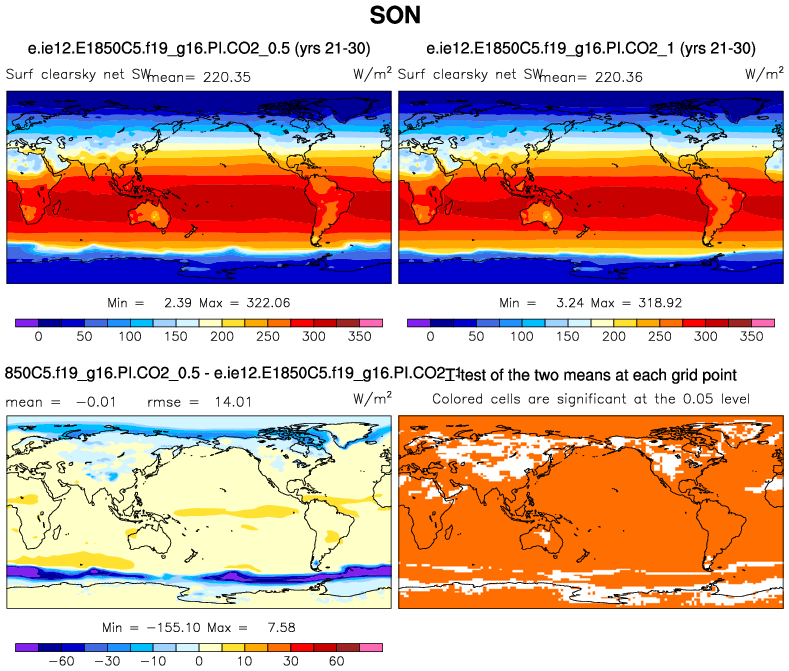 SON
e.ie12.E1850C5.f19_g16.PI.CO2_0.5 (yrs 21-30)
e.ie12.E1850C5.f19_g16.PI.CO2_1 (yrs 21-30)
Surf clearsky net SW mean= 220.35 W/m²
Surf clearsky net SW mean= 220.36 W/m²
Min = 2.39 Max = 322.06
Min = 3.24 Max = 318.92
0 50 100 150 200 250 300 350
0 50 100 150 200 250 300 350
850C5.f19_g16.PI.CO2_0.5 - e.ie12.E1850C5.f19_g16.PI.CO2_1
T-test of the two means at each grid point
mean = -0.01 rmse = 14.01 W/m²
Colored cells are significant at the 0.05 level
Min = -155.10 Max = 7.58
-60 -30 -10 0 10 30 60